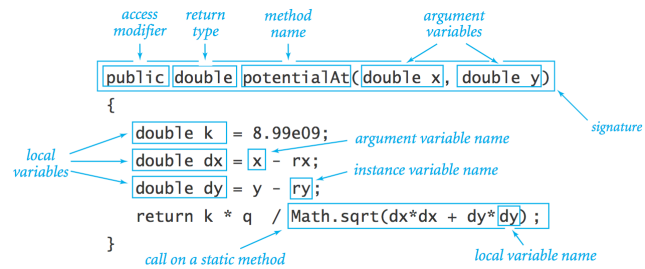 access modifier
return type
method name
argument variables
public double potentialAt(double x, double y)
signature
{
local variables
double k = 8.99e09;
argument variable name
double dx = x - rx;
instance variable name
double dy = y - ry;
return k * q / Math.sqrt(dx*dx + dy*dy) ;
}
call on a static method
local variable name